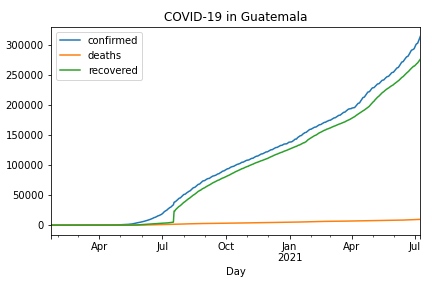 COVID-19 in Guatemala
confirmed
deaths
recovered
300000
250000
200000
150000
100000
50000
0
Apr
Jul
Oct
Jan
2021
Apr
Jul
Day